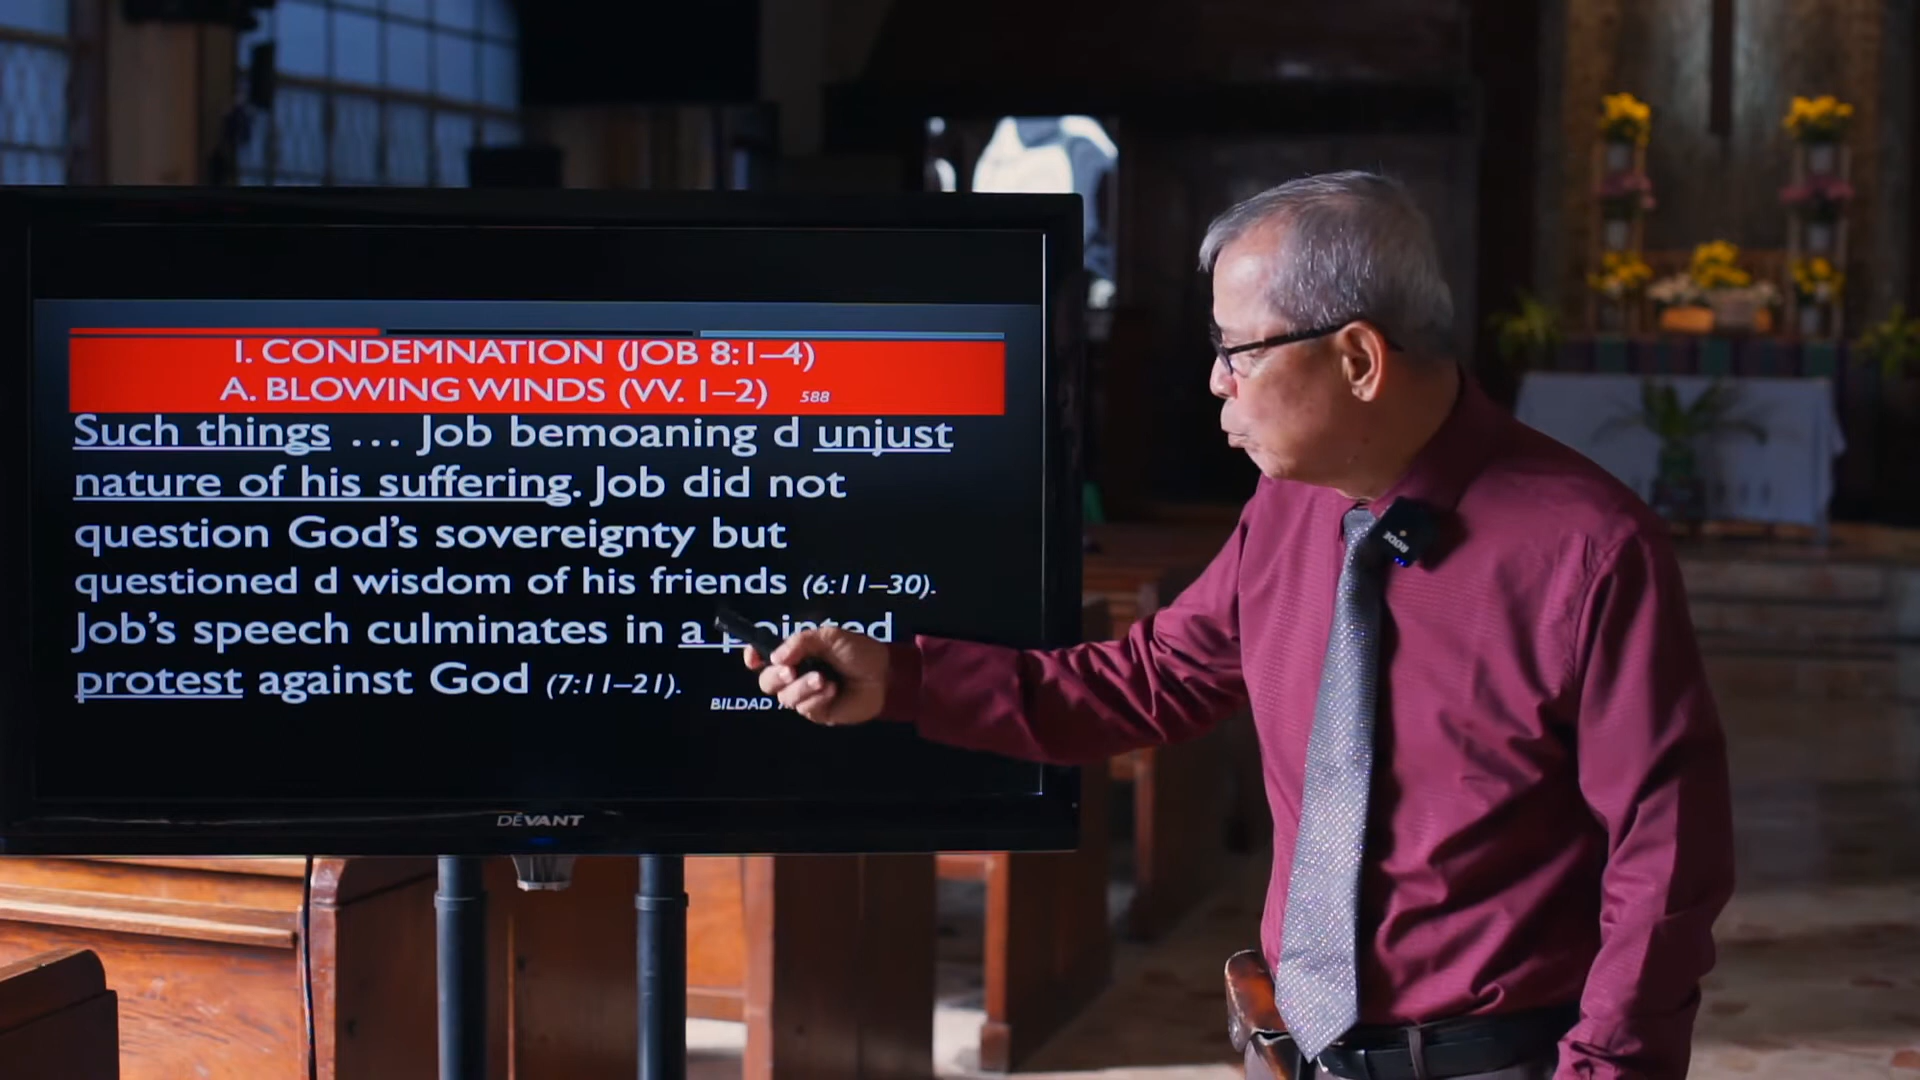 I. CONDEMNATION (JOB 8:1–4)
A. BLOWING WINDS (VV. 1–2) 588
Such things … Job bemoaning d unjust
nature of his suffering. Job did not
question God's sovereignty but
questioned d wisdom of his friends (6:11–30).
Job's speech culminates in a pointed
protest against God (7:11–21).
BILDAD
DEVANT
RODE